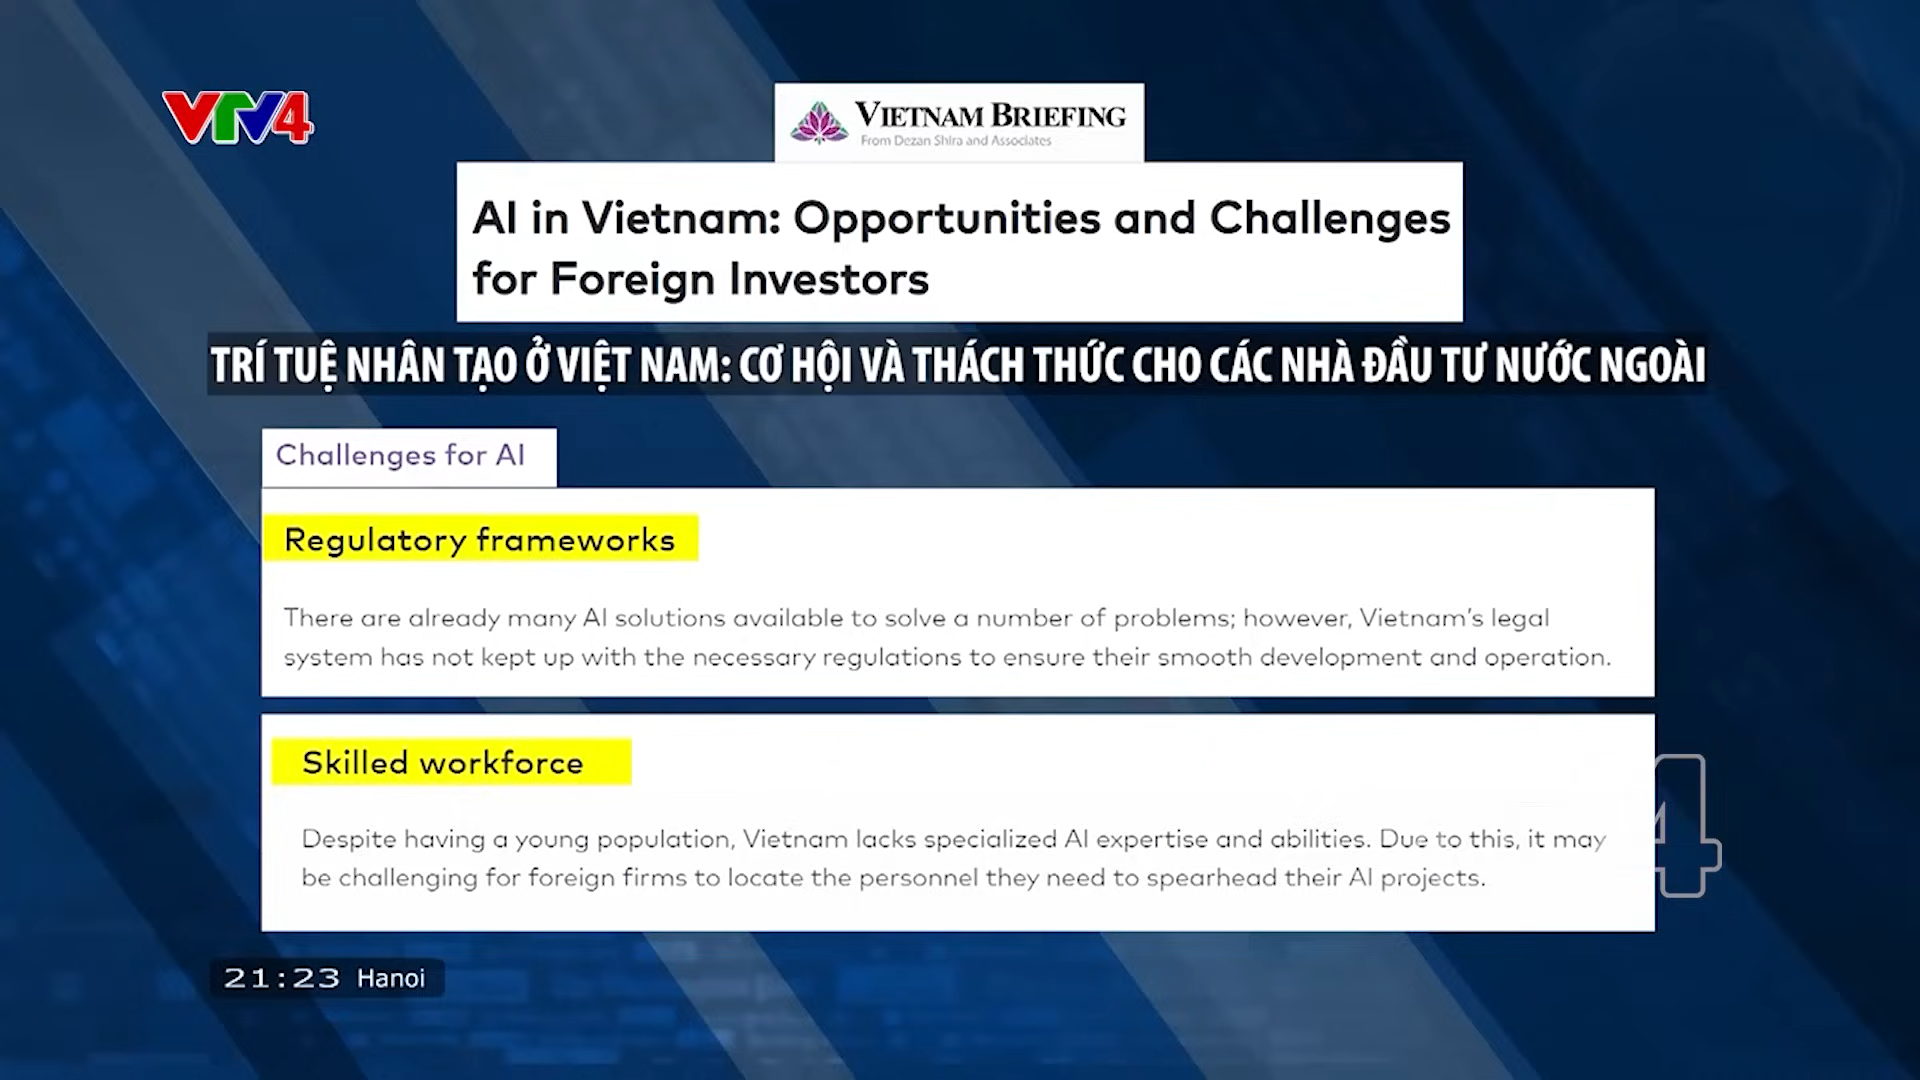 VTV4
VIETNAM BRIEFING
From Dezan Shira and Associates
AI in Vietnam: Opportunities and Challenges
for Foreign Investors
TRÍ TUỆ NHÂN TẠO Ở VIỆT NAM: CƠ HỘI VÀ THÁCH THỨC CHO CÁC NHÀ ĐẦU TƯ NƯỚC NGOÀI
Challenges for AI
Regulatory frameworks
There are already many AI solutions available to solve a number of problems; however, Vietnam’s legal
system has not kept up with the necessary regulations to ensure their smooth development and operation.
Skilled workforce
Despite having a young population, Vietnam lacks specialized AI expertise and abilities. Due to this, it may
be challenging for foreign firms to locate the personnel they need to spearhead their AI projects.
4
21:23 Hanoi